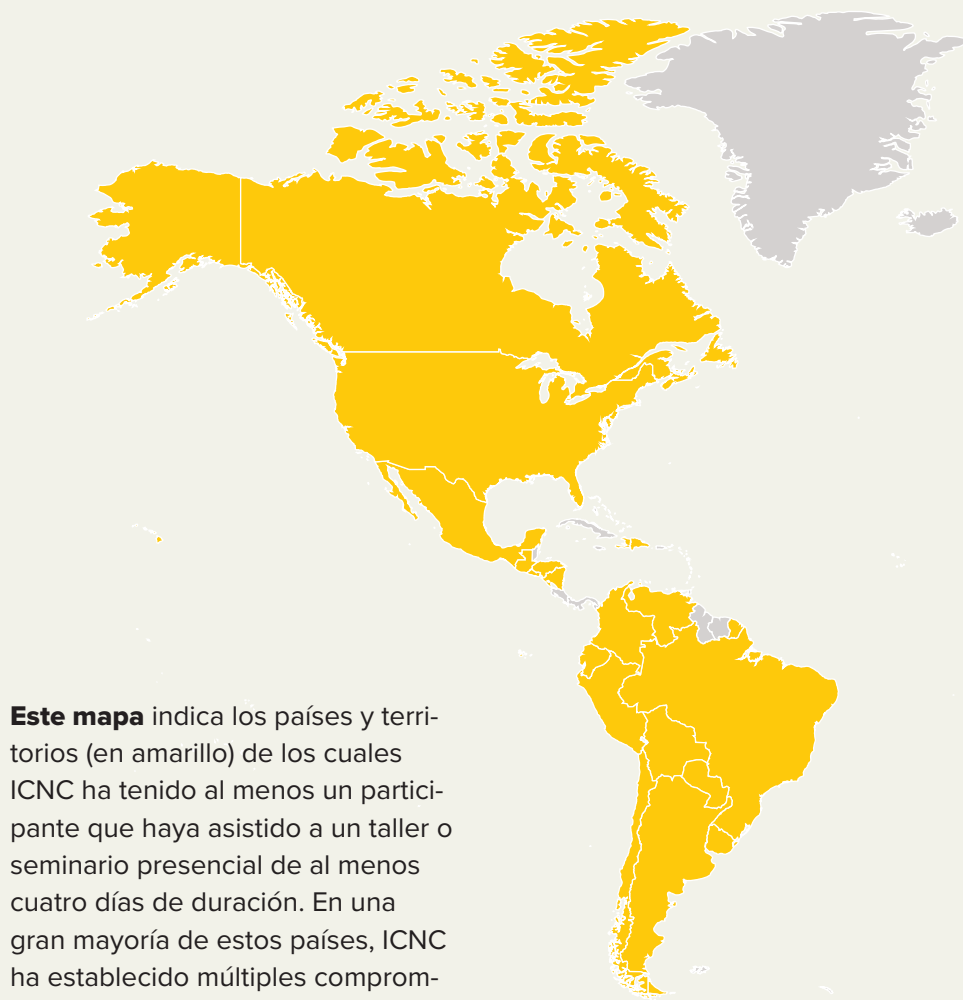 Este mapa indica los países y terri-
torios (en amarillo) de los cuales
ICNC ha tenido al menos un partici-
pante que haya asistido a un taller o
seminario presencial de al menos
cuatro días de duración. En una
gran mayoría de estos países, ICNC
ha establecido múltiples comprom-